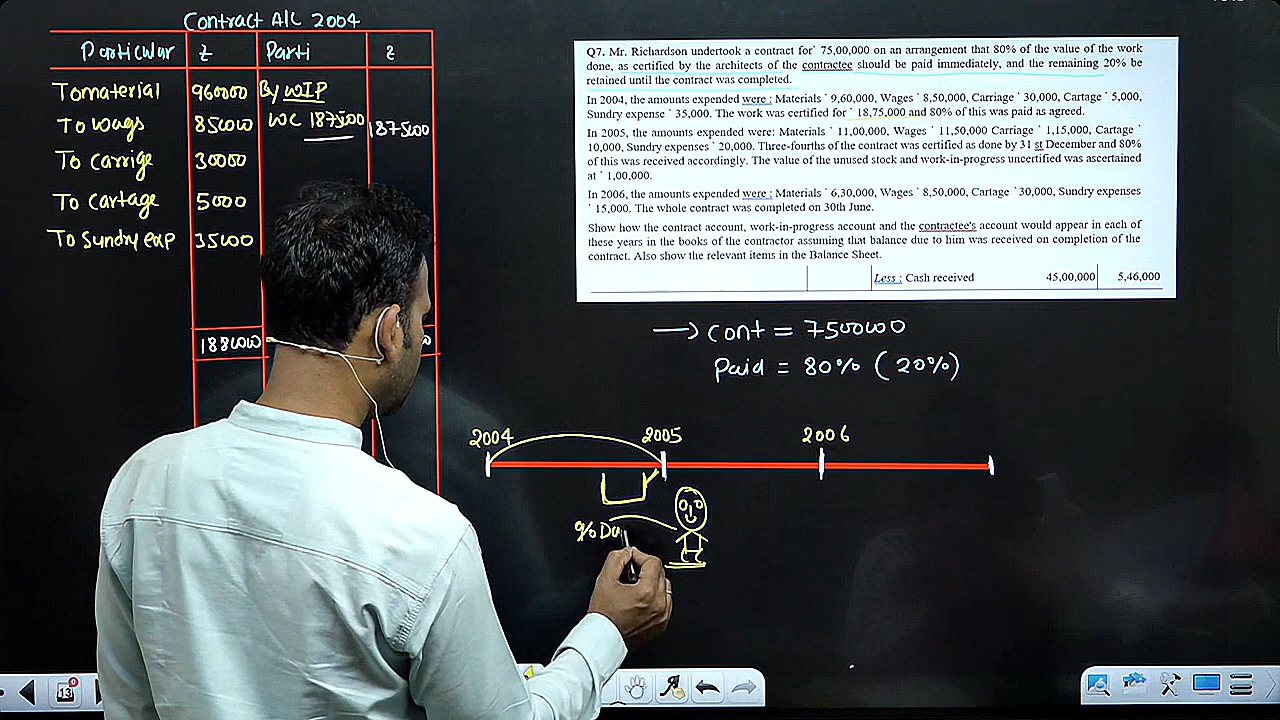 Contract A/C 2004
Particular ₹ Parti ₹
To material 960000 By WIP
To wags 850000 WC 1875000 1875000
To carrige 30000
To cartage 5000
To Sundry exp 35000
1880000
Q7. Mr. Richardson undertook a contract for` 75,00,000 on an arrangement that 80% of the value of the work
done, as certified by the architects of the contractee should be paid immediately, and the remaining 20% be
retained until the contract was completed.
In 2004, the amounts expended were : Materials ` 9,60,000, Wages ` 8,50,000, Carriage ` 30,000, Cartage ` 5,000,
Sundry expense ` 35,000. The work was certified for ` 18,75,000 and 80% of this was paid as agreed.
In 2005, the amounts expended were: Materials ` 11,00,000, Wages ` 11,50,000 Carriage ` 1,15,000, Cartage `
10,000, Sundry expenses ` 20,000. Three-fourths of the contract was certified as done by 31 st December and 80%
of this was received accordingly. The value of the unused stock and work-in-progress uncertified was ascertained
at ` 1,00,000.
In 2006, the amounts expended were : Materials ` 6,30,000, Wages ` 8,50,000, Cartage ` 30,000, Sundry expenses
` 15,000. The whole contract was completed on 30th June.
Show how the contract account, work-in-progress account and the contractee's account would appear in each of
these years in the books of the contractor assuming that balance due to him was received on completion of the
contract. Also show the relevant items in the Balance Sheet.
Less : Cash received 45,00,000 5,46,000
→ Cont = 7500000
Paid = 80% (20%)
2004 2005 2006
% Do
13